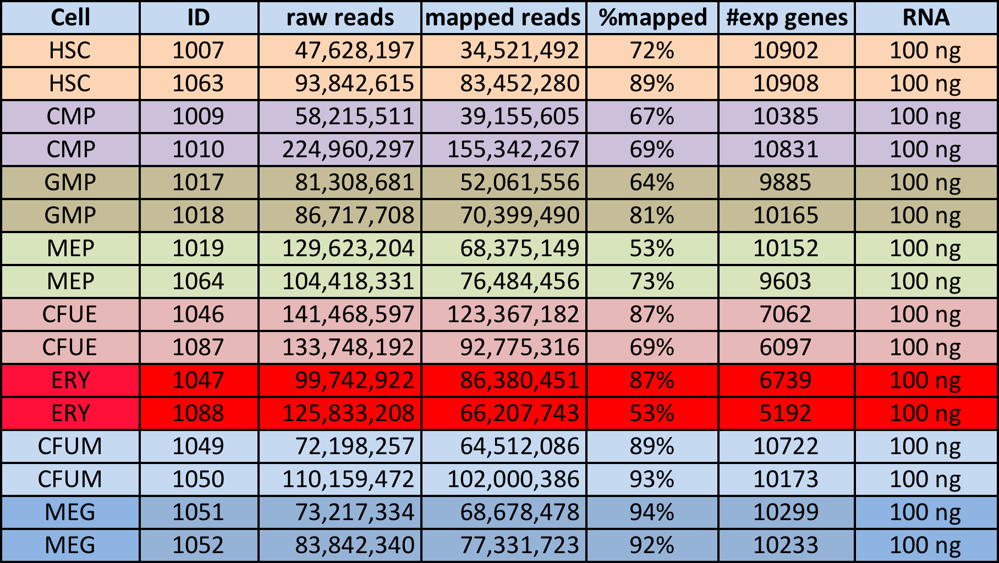 Cell ID raw reads mapped reads %mapped #exp genes RNA
HSC 1007 47,628,197 34,521,492 72% 10902 100 ng
HSC 1063 93,842,615 83,452,280 89% 10908 100 ng
CMP 1009 58,215,511 39,155,605 67% 10385 100 ng
CMP 1010 224,960,297 155,342,267 69% 10831 100 ng
GMP 1017 81,308,681 52,061,556 64% 9885 100 ng
GMP 1018 86,717,708 70,399,490 81% 10165 100 ng
MEP 1019 129,623,204 68,375,149 53% 10152 100 ng
MEP 1064 104,418,331 76,484,456 73% 9603 100 ng
CFUE 1046 141,468,597 123,367,182 87% 7062 100 ng
CFUE 1087 133,748,192 92,775,316 69% 6097 100 ng
ERY 1047 99,742,922 86,380,451 87% 6739 100 ng
ERY 1088 125,833,208 66,207,743 53% 5192 100 ng
CFUM 1049 72,198,257 64,512,086 89% 10722 100 ng
CFUM 1050 110,159,472 102,000,386 93% 10173 100 ng
MEG 1051 73,217,334 68,678,478 94% 10299 100 ng
MEG 1052 83,842,340 77,331,723 92% 10233 100 ng